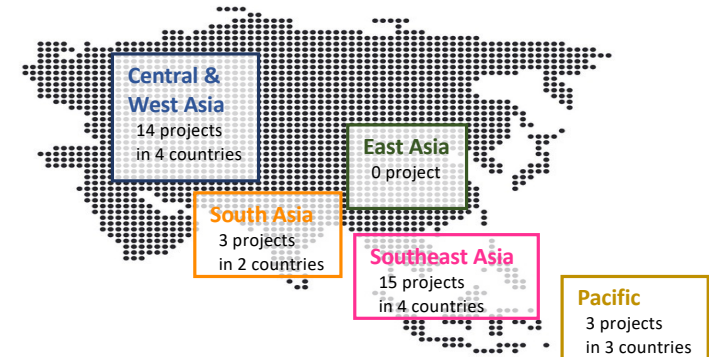 Central &
West Asia
14 projects
in 4 countries
East Asia
0 project
South Asia
3 projects
in 2 countries
Southeast Asia
15 projects
in 4 countries
Pacific
3 projects
in 3 countries